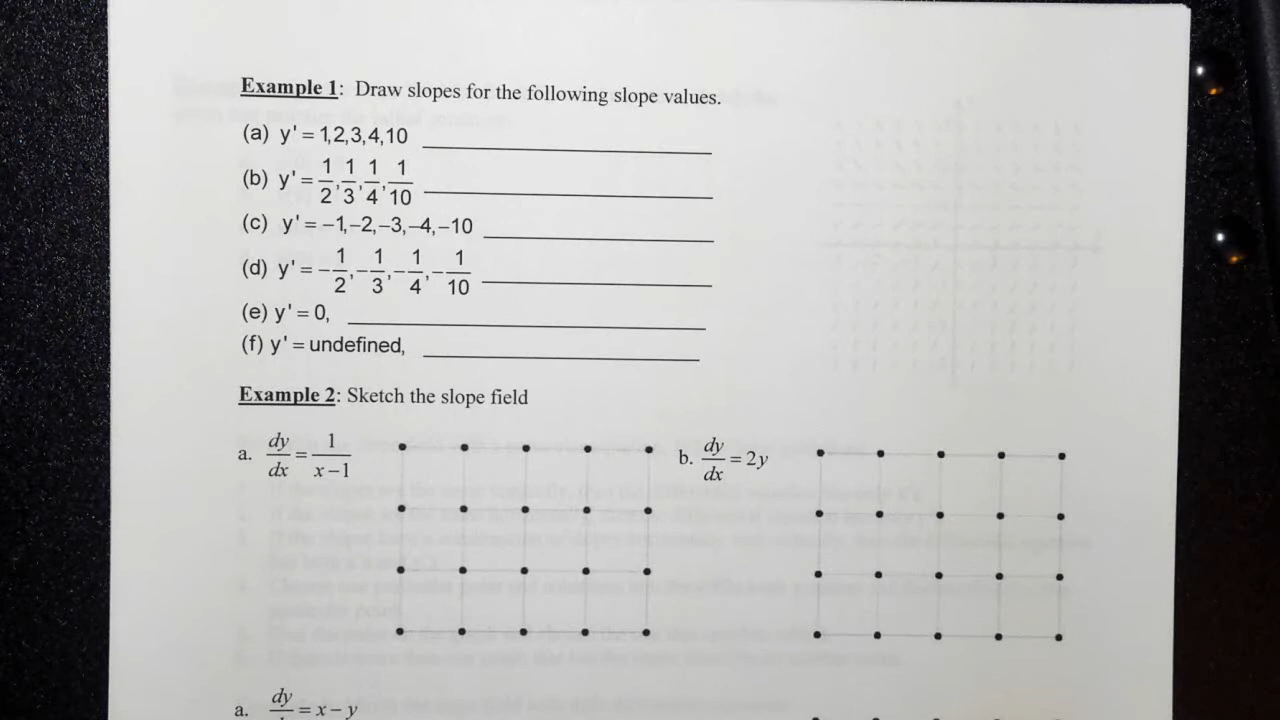 Example 1: Draw slopes for the following slope values.
(a) y' = 1,2,3,4,10
(b) y' = 1/2, 1/3, 1/4, 1/10
(c) y' = −1,−2,−3,−4,−10
(d) y' = −1/2, −1/3, −1/4, −1/10
(e) y' = 0,
(f) y' = undefined,
Example 2: Sketch the slope field
a. dy/dx = 1/(x−1)
b. dy/dx = 2y
a. dy = x − y